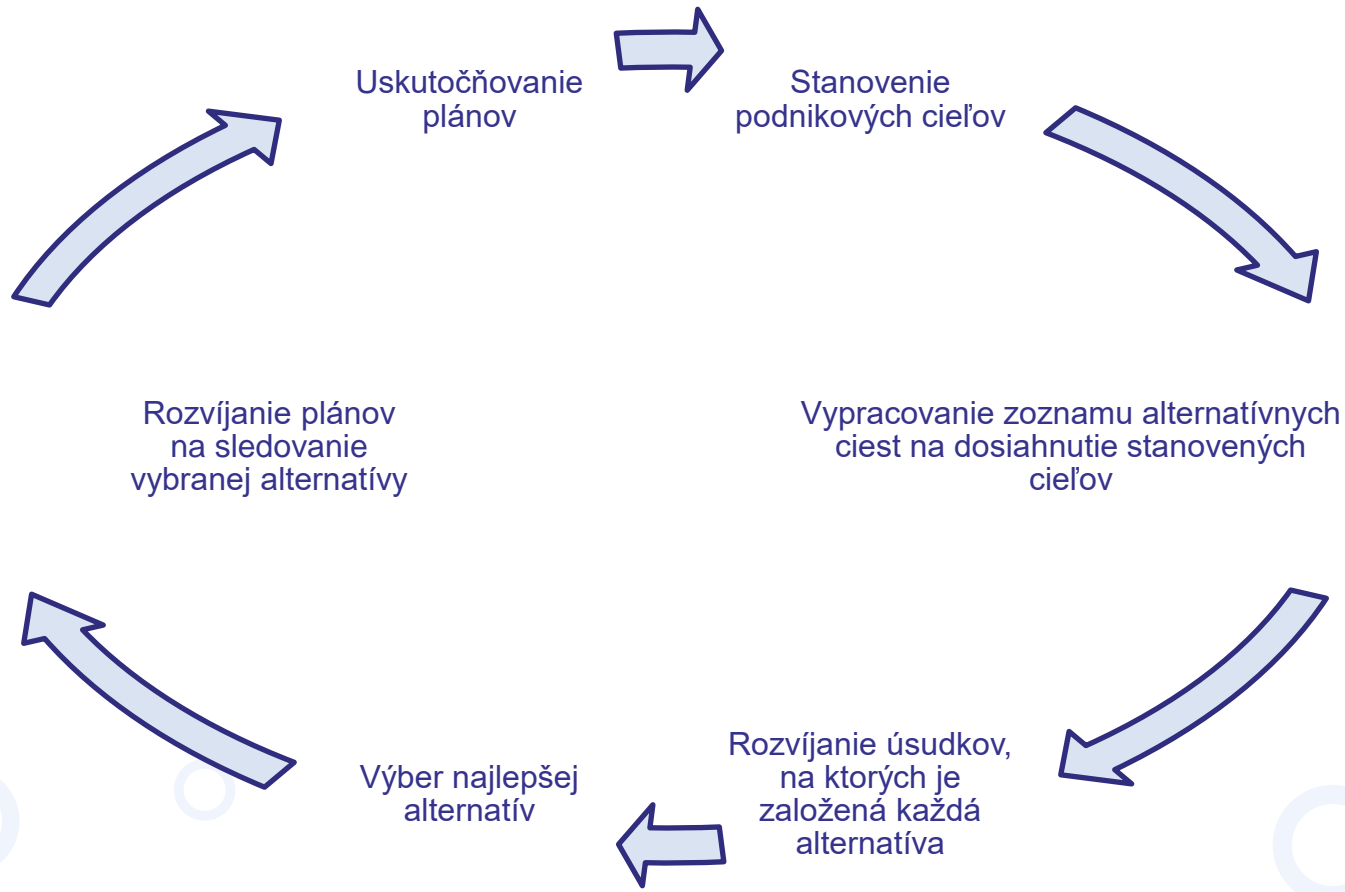 Uskutočňovanie
plánov
Stanovenie
podnikových cieľov
Vypracovanie zoznamu alternatívnych
ciest na dosiahnutie stanovených
cieľov
Rozvíjanie úsudkov,
na ktorých je
založená každá
alternatíva
Výber najlepšej
alternatív
Rozvíjanie plánov
na sledovanie
vybranej alternatívy